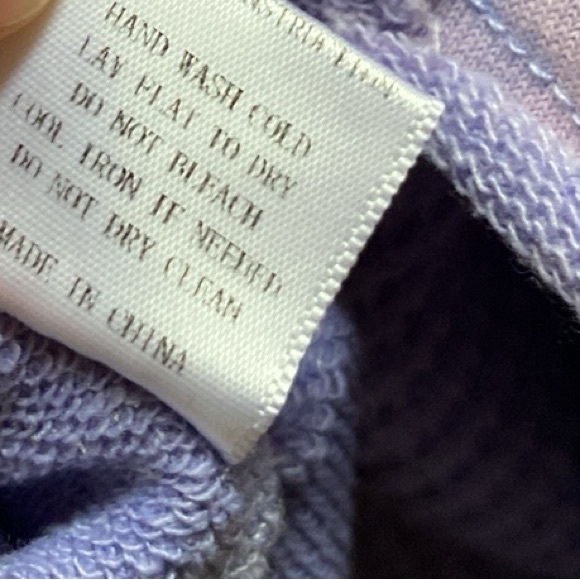 HAND WASH COLD
LAY FLAT TO DRY
DO NOT BLEACH
COOL IRON IF NEEDED
DO NOT DRY CLEAN
MADE IN CHINA